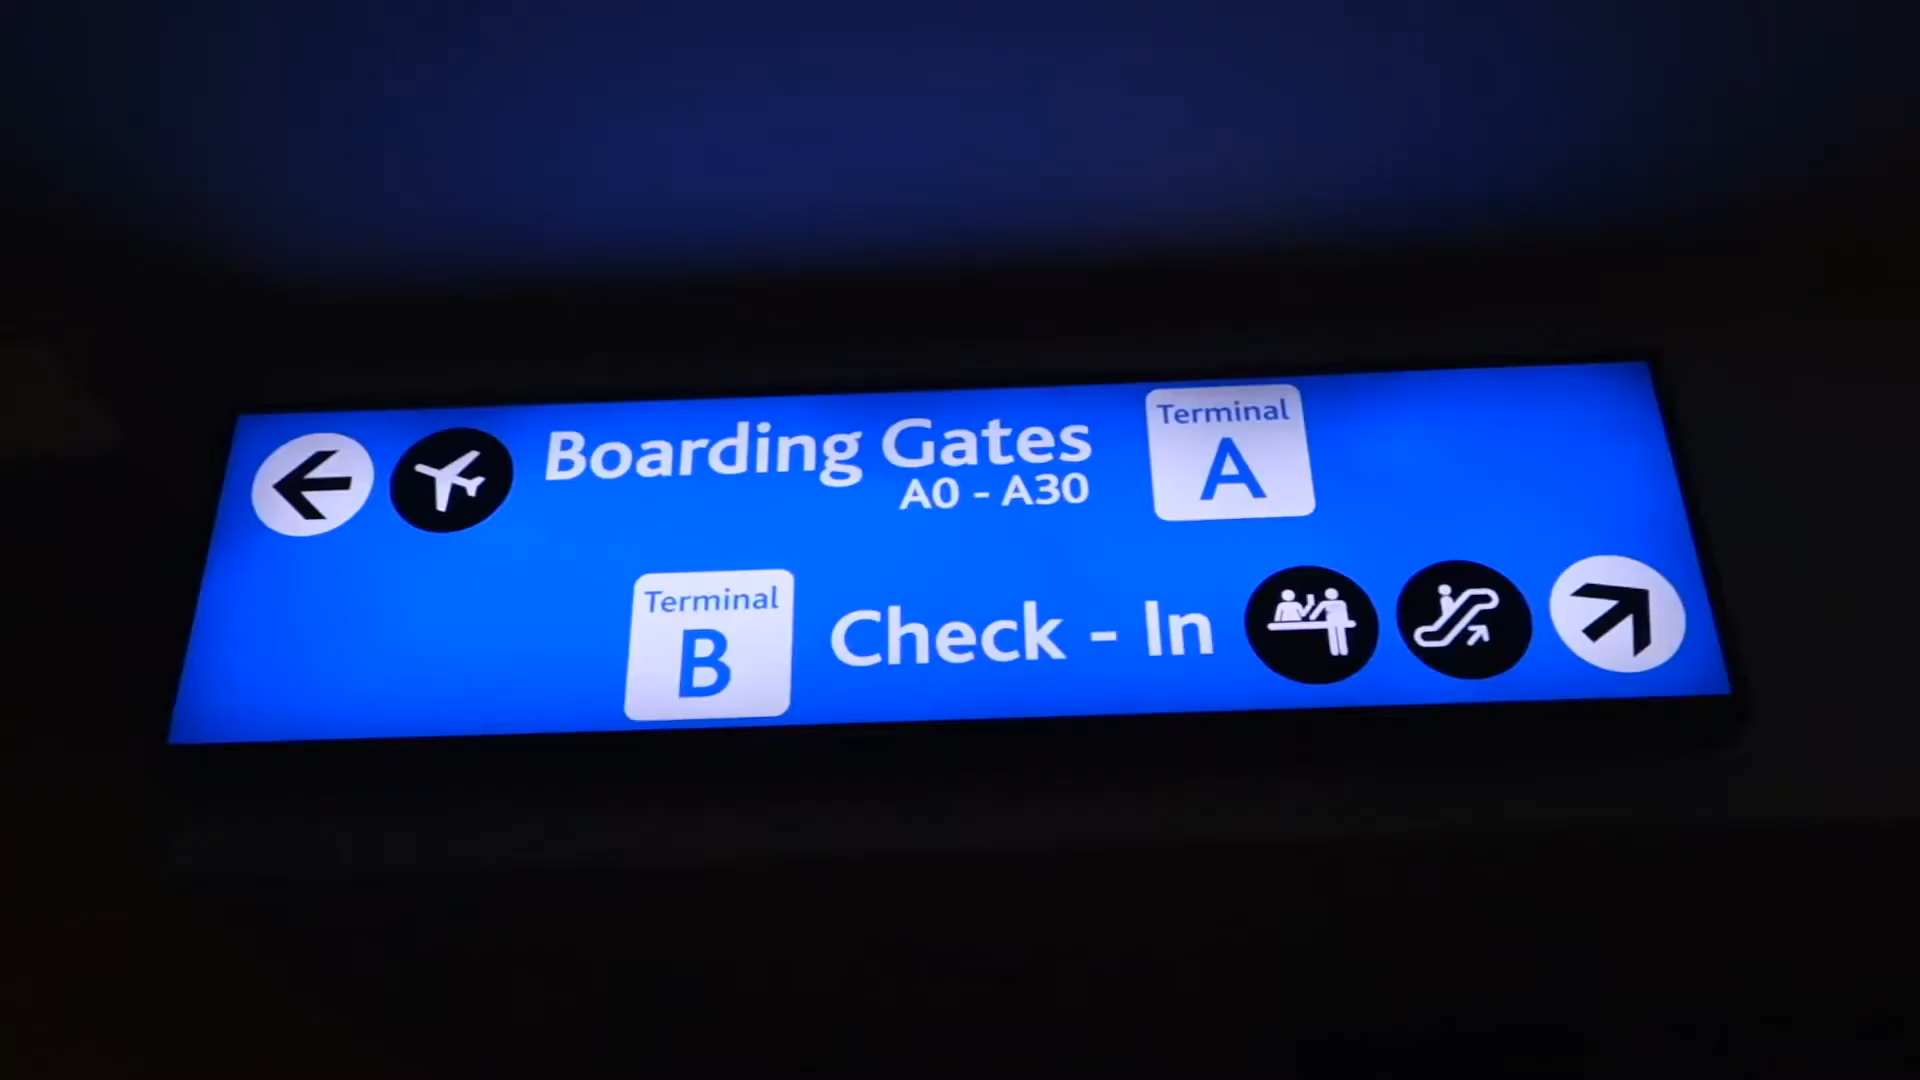 Boarding Gates
A0 - A30
Terminal
A
Terminal
B
Check - In